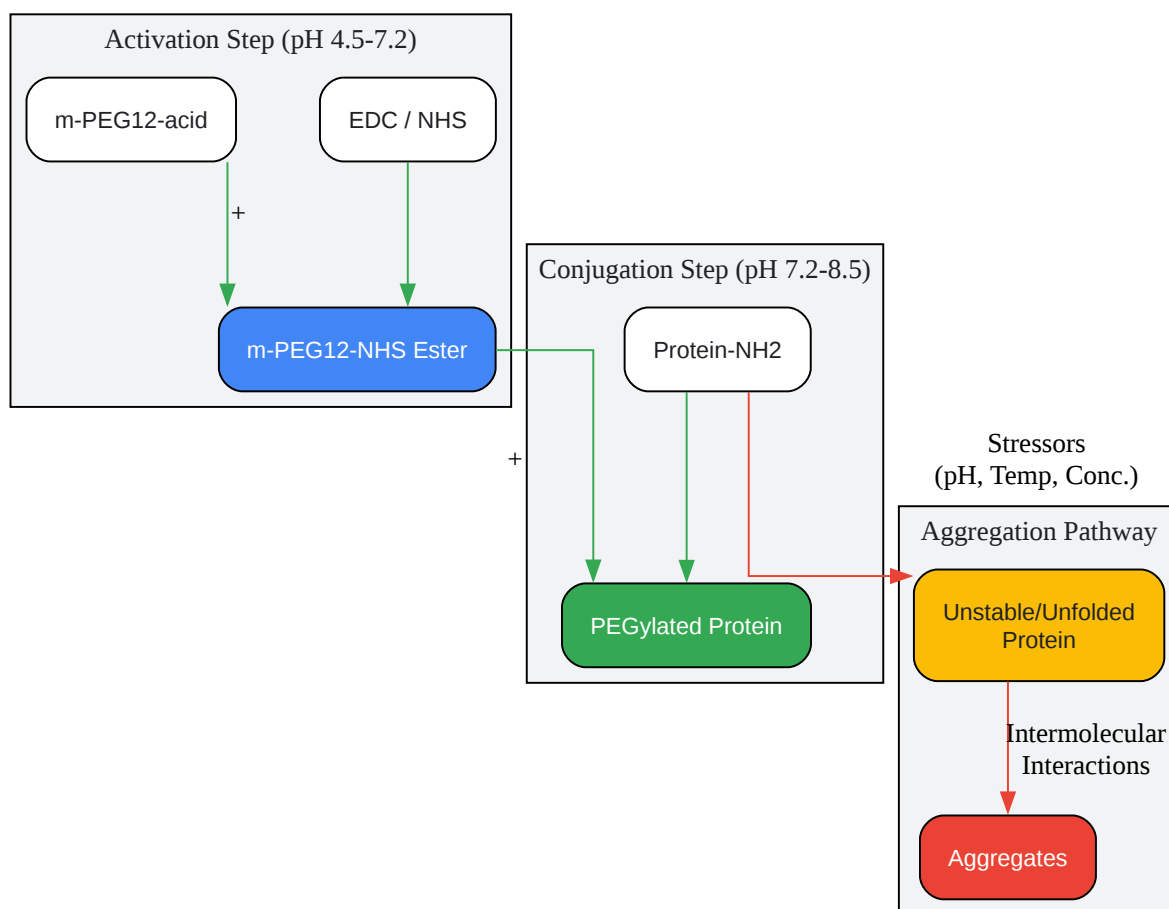 Activation Step (pH 4.5-7.2)
m-PEG12-acid
EDC / NHS
+
m-PEG12-NHS Ester
Conjugation Step (pH 7.2-8.5)
Protein-NH2
+
PEGylated Protein
Stressors
(pH, Temp, Conc.)
Aggregation Pathway
Unstable/Unfolded
Protein
Intermolecular
Interactions
Aggregates